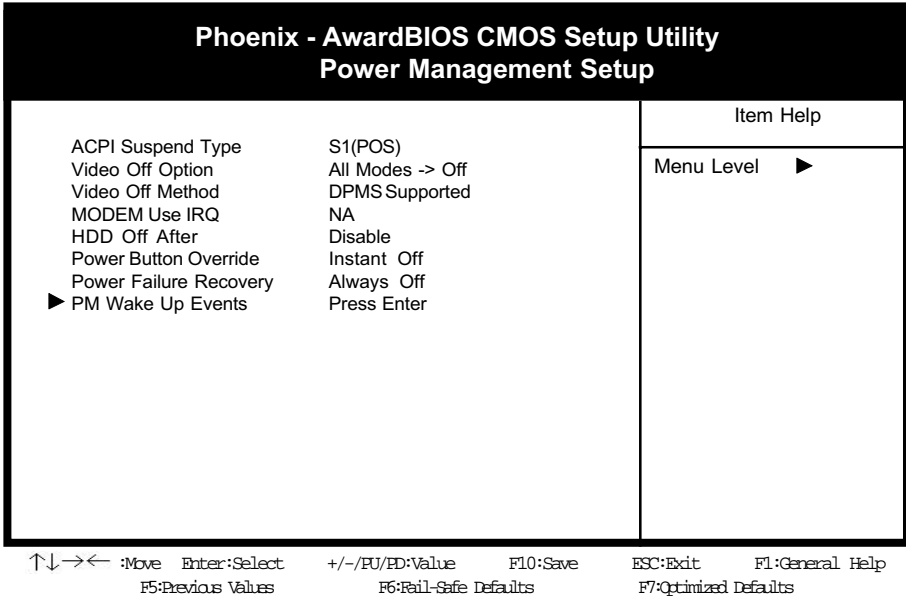 Phoenix - AwardBIOS CMOS Setup Utility
Power Management Setup
Item Help
Menu Level ▶
ACPI Suspend Type S1(POS)
Video Off Option All Modes -> Off
Video Off Method DPMS Supported
MODEM Use IRQ NA
HDD Off After Disable
Power Button Override Instant Off
Power Failure Recovery Always Off
▶ PM Wake Up Events Press Enter
↑↓→← :Move Enter:Select +/-/PU/PD:Value F10:Save ESC:Exit F1:General Help
F5:Previous Values F6:Fail-Safe Defaults F7:Optimized Defaults